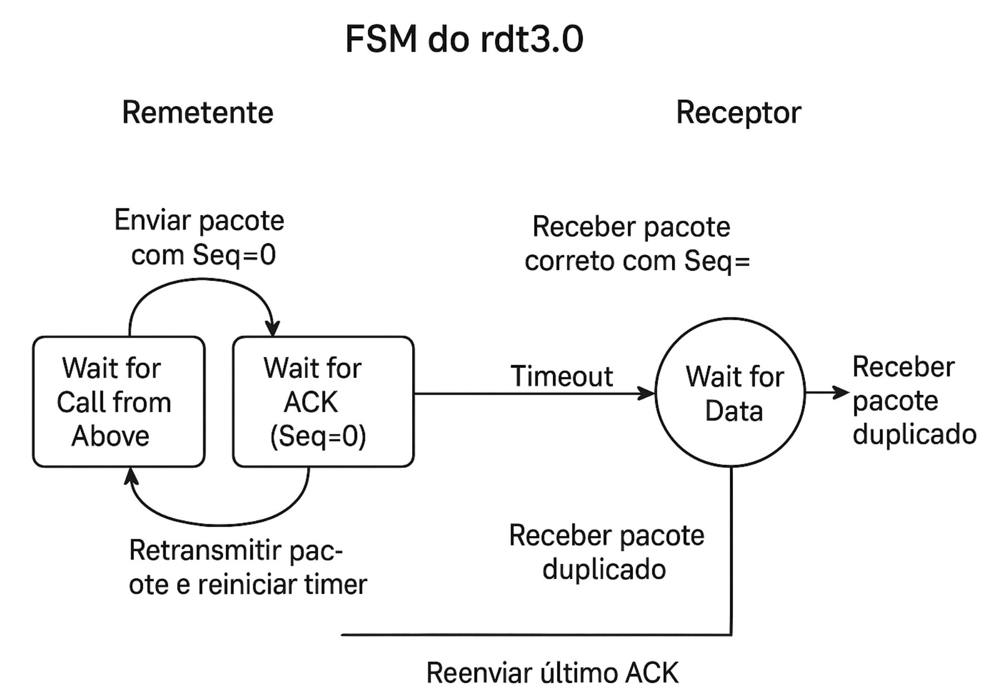 FSM do rdt3.0
Remetente
Receptor
Enviar pacote
com Seq=0
Receber pacote
correto com Seq=
Wait for
Call from
Above
Wait for
ACK
(Seq=0)
Timeout
Wait for
Data
Receber
pacote
duplicado
Retransmitir pac-
ote e reiniciar timer
Receber pacote
duplicado
Reenviar último ACK